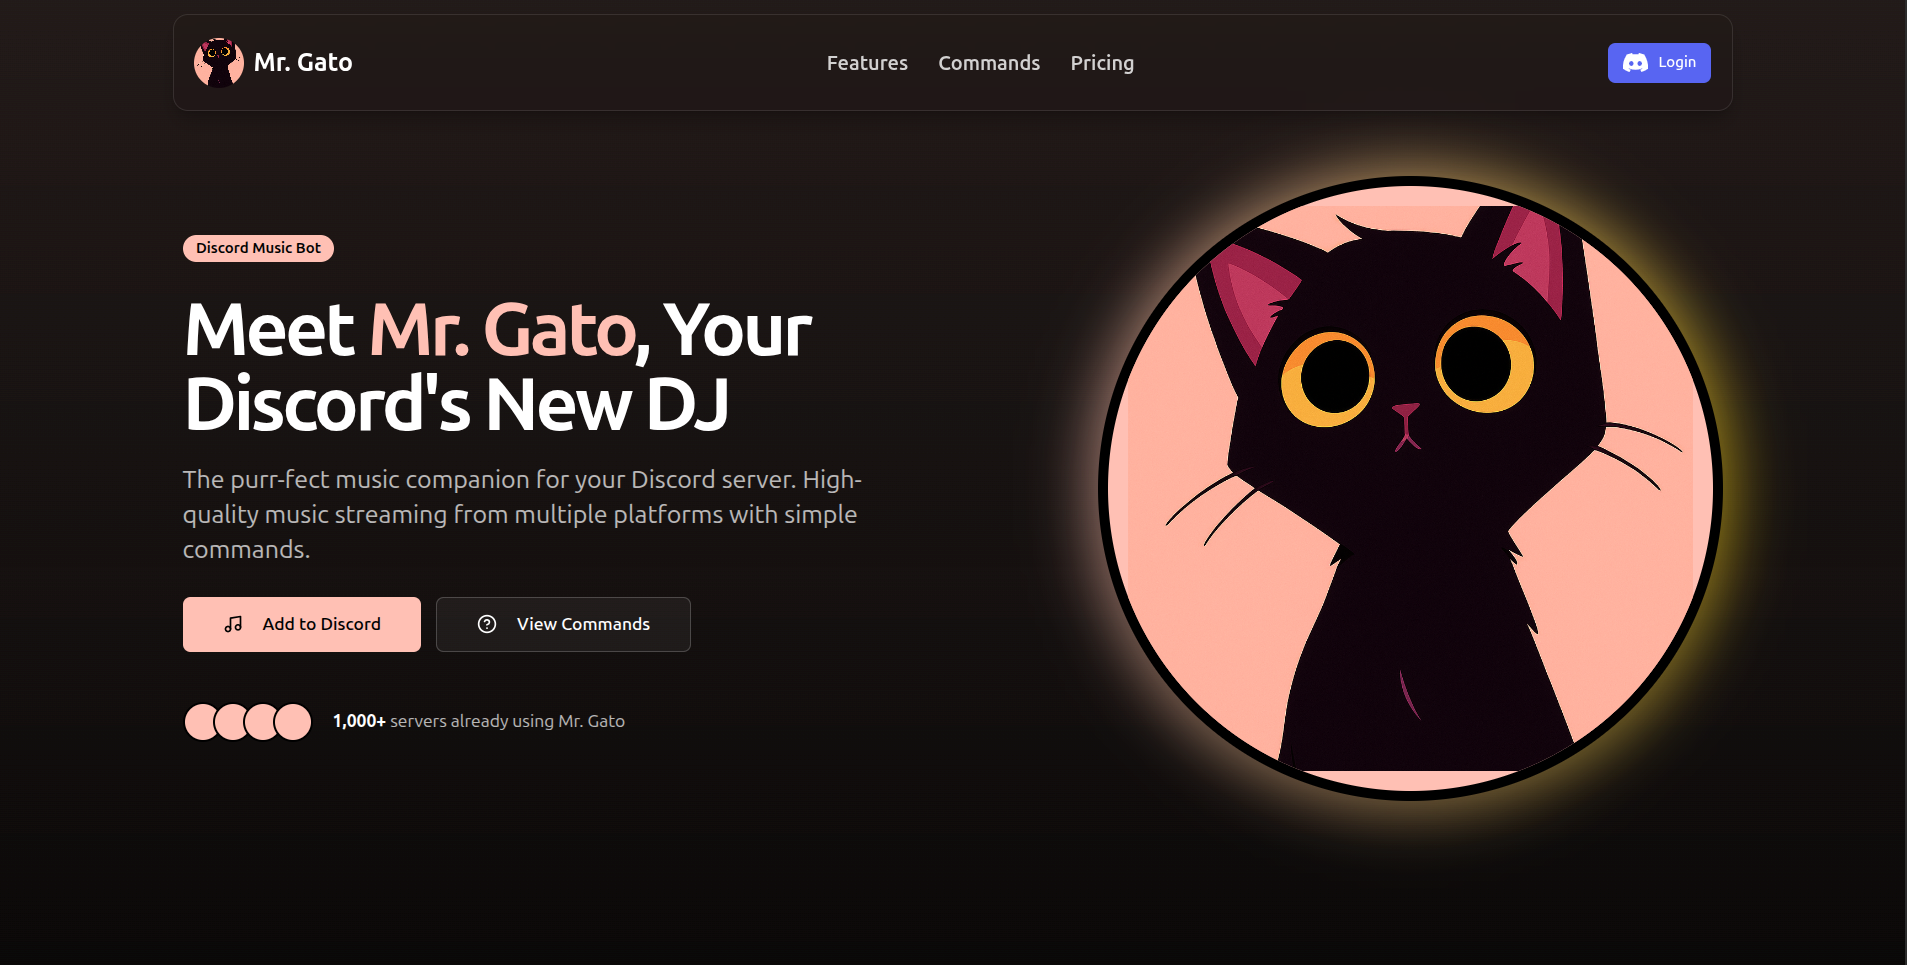 Mr. Gato
Features
Commands
Pricing
Login
Discord Music Bot
Meet Mr. Gato, Your
Discord's New DJ
The purr-fect music companion for your Discord server. High-
quality music streaming from multiple platforms with simple
commands.
Add to Discord
View Commands
1,000+ servers already using Mr. Gato